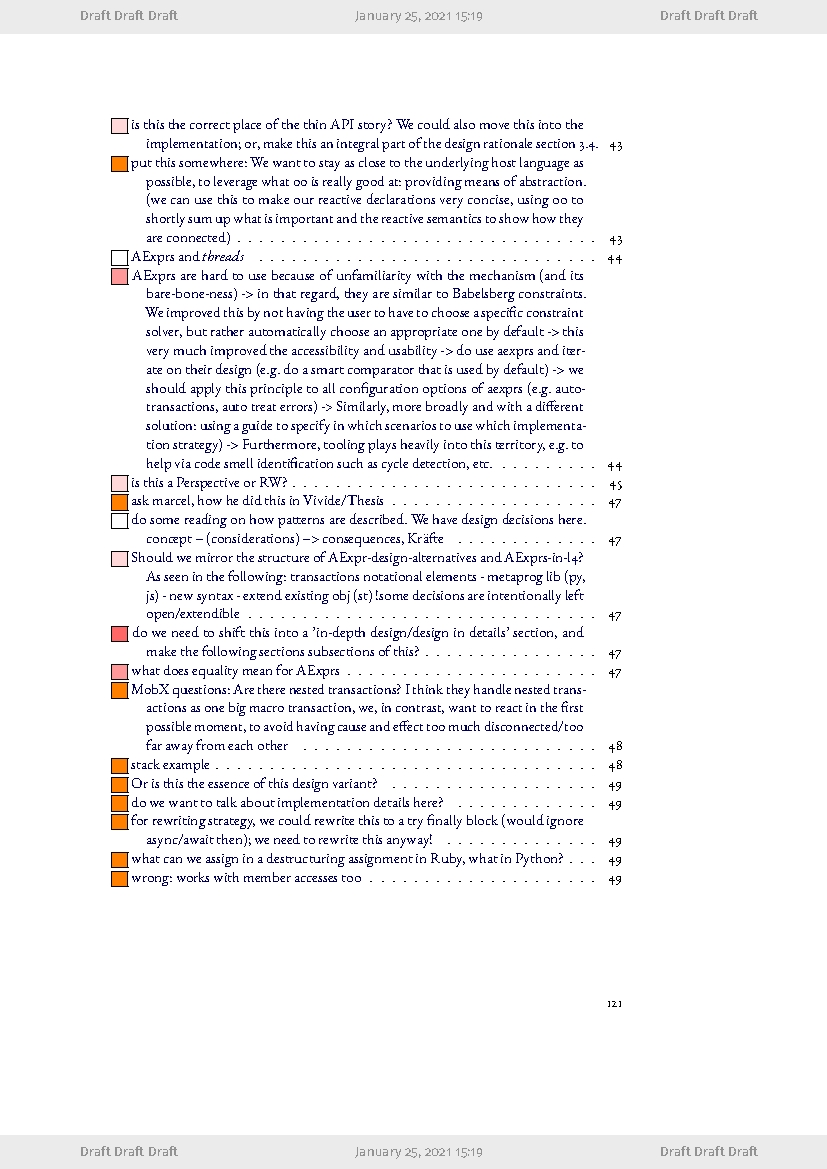 Draft Draft Draft January 25, 2021 15:19 Draft Draft Draft
is this the correct place of the thin API story? We could also move this into the
implementation; or, make this an integral part of the design rationale section 3.4. 43
put this somewhere: We want to stay as close to the underlying host language as
possible, to leverage what oo is really good at: providing means of abstraction.
(we can use this to make our reactive declarations very concise, using oo to
shortly sum up what is important and the reactive semantics to show how they
are connected) . . . . . . . . . . . . . . . . . . . . . . . . . . . . . . . . . 43
AExprs and threads . . . . . . . . . . . . . . . . . . . . . . . . . . . . . . . 44
AExprs are hard to use because of unfamiliarity with the mechanism (and its
bare-bone-ness) -> in that regard, they are similar to Babelsberg constraints.
We improved this by not having the user to have to choose a specific constraint
solver, but rather automatically choose an appropriate one by default -> this
very much improved the accessibility and usability -> do use aexprs and iter-
ate on their design (e.g. do a smart comparator that is used by default) -> we
should apply this principle to all configuration options of aexprs (e.g. auto-
transactions, auto treat errors) -> Similarly, more broadly and with a different
solution: using a guide to specify in which scenarios to use which implementa-
tion strategy) -> Furthermore, tooling plays heavily into this territory, e.g. to
help via code smell identification such as cycle detection, etc. . . . . . . . . . 44
is this a Perspective or RW? . . . . . . . . . . . . . . . . . . . . . . . . . . . . 45
ask marcel, how he did this in Vivide/Thesis . . . . . . . . . . . . . . . . . . . 47
do some reading on how patterns are described. We have design decisions here.
concept – (considerations) –> consequences, Kräfte . . . . . . . . . . . . . 47
Should we mirror the structure of AExpr-design-alternatives and AExprs-in-l4?
As seen in the following: transactions notational elements - metaprog lib (py,
js) - new syntax - extend existing obj (st) !some decisions are intentionally left
open/extendible . . . . . . . . . . . . . . . . . . . . . . . . . . . . . . . . 47
do we need to shift this into a ’in-depth design/design in details’ section, and
make the following sections subsections of this? . . . . . . . . . . . . . . . . 47
what does equality mean for AExprs . . . . . . . . . . . . . . . . . . . . . . . 47
MobX questions: Are there nested transactions? I think they handle nested trans-
actions as one big macro transaction, we, in contrast, want to react in the first
possible moment, to avoid having cause and effect too much disconnected/too
far away from each other . . . . . . . . . . . . . . . . . . . . . . . . . . . 48
stack example . . . . . . . . . . . . . . . . . . . . . . . . . . . . . . . . . . . 48
Or is this the essence of this design variant? . . . . . . . . . . . . . . . . . . . 49
do we want to talk about implementation details here? . . . . . . . . . . . . . 49
for rewriting strategy, we could rewrite this to a try finally block (would ignore
async/await then); we need to rewrite this anyway! . . . . . . . . . . . . . . 49
what can we assign in a destructuring assignment in Ruby, what in Python? . . . 49
wrong: works with member accesses too . . . . . . . . . . . . . . . . . . . . . 49
121
Draft Draft Draft January 25, 2021 15:19 Draft Draft Draft